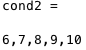 cond2 =
6,7,8,9,10